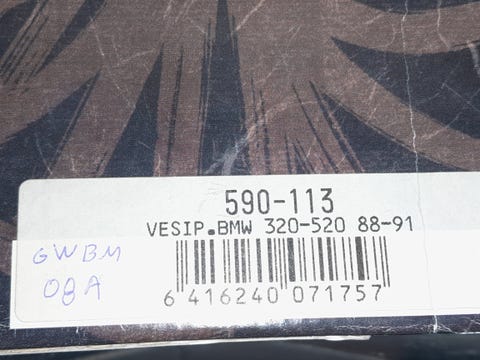 590-113
VESIP.BMW 320-520 88-91
GWBM
08A
6 416240 071757